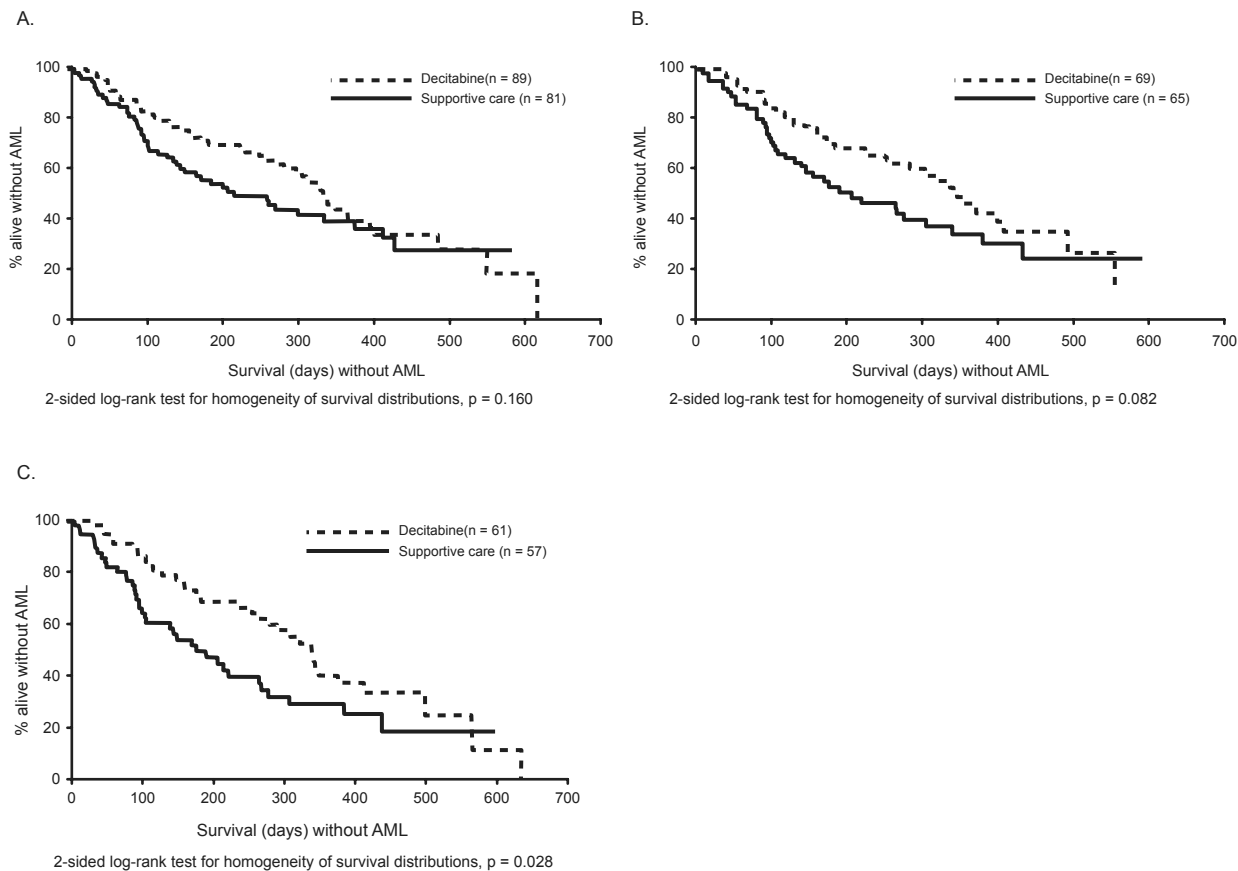 A.
% alive without AML
100
80
60
40
20
0
Decitabine(n = 89)
Supportive care (n = 81)
0 100 200 300 400 500 600 700
Survival (days) without AML
2-sided log-rank test for homogeneity of survival distributions, p = 0.160
B.
% alive without AML
100
80
60
40
20
0
Decitabine(n = 69)
Supportive care (n = 65)
0 100 200 300 400 500 600 700
Survival (days) without AML
2-sided log-rank test for homogeneity of survival distributions, p = 0.082
C.
% alive without AML
100
80
60
40
20
0
Decitabine(n = 61)
Supportive care (n = 57)
0 100 200 300 400 500 600 700
Survival (days) without AML
2-sided log-rank test for homogeneity of survival distributions, p = 0.028